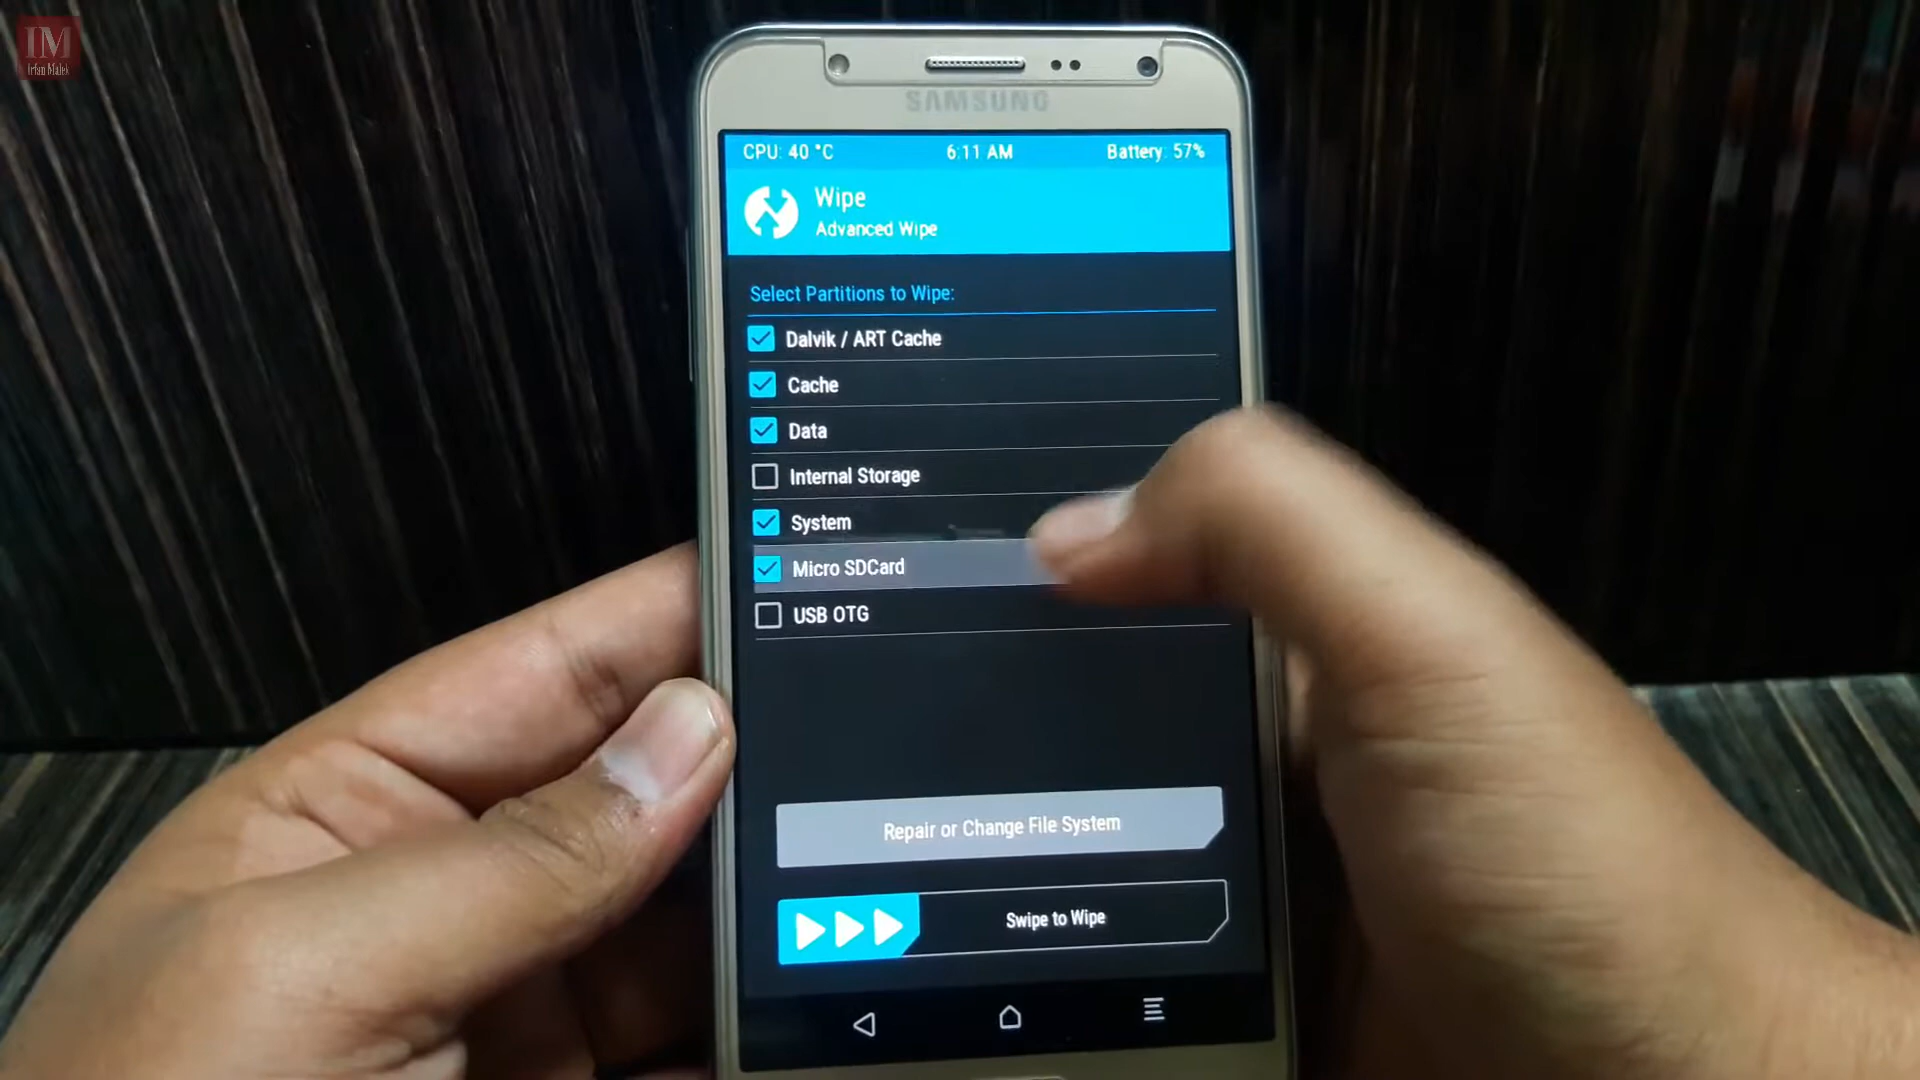 IM
Irfan Malek
SAMSUNG
CPU: 40 °C 6:11 AM Battery: 57%
Wipe
Advanced Wipe
Select Partitions to Wipe:
Dalvik / ART Cache
Cache
Data
Internal Storage
System
Micro SDCard
USB OTG
Repair or Change File System
Swipe to Wipe